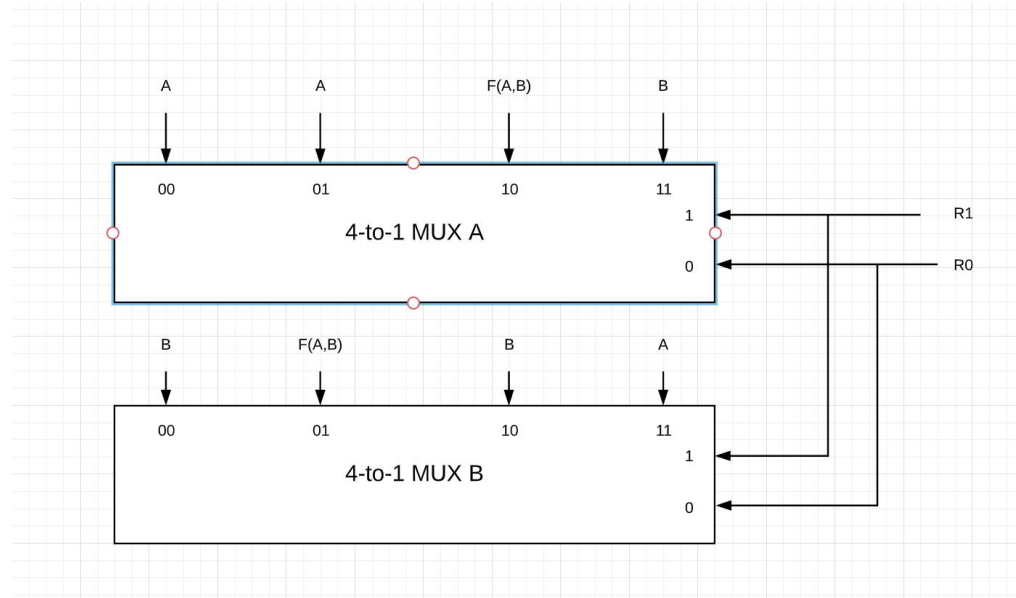 A A F(A,B) B
00 01 10 11
1 R1
4-to-1 MUX A
0 R0
B F(A,B) B A
00 01 10 11
1
4-to-1 MUX B
0